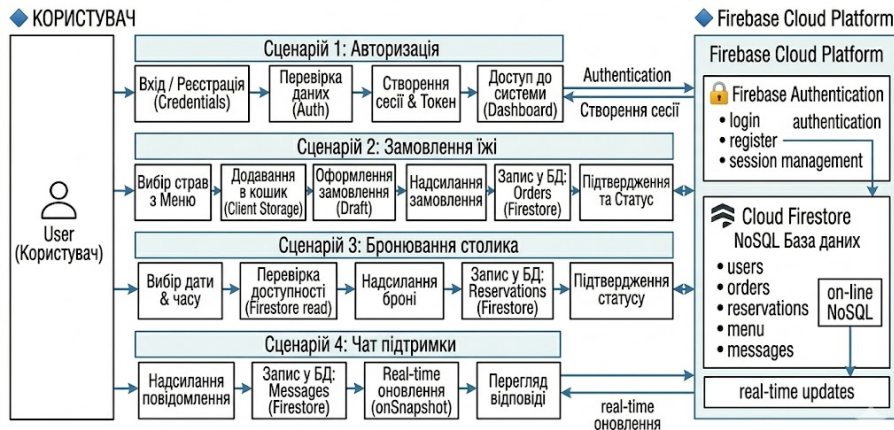 КОРИСТУВАЧ
User
(Користувач)
Сценарій 1: Авторизація
Вхід / Реєстрація
(Credentials)
Перевірка
даних
(Auth)
Створення
сесії & Токен
Доступ до
системи
(Dashboard)
Authentication
Створення сесії
Сценарій 2: Замовлення їжі
Вибір страв
з Меню
Додавання
в кошик
(Client Storage)
Оформлення
замовлення
(Draft)
Надсилання
замовлення
Запис у БД:
Orders
(Firestore)
Підтвердження
та Статус
Сценарій 3: Бронювання столика
Вибір дати
& часу
Перевірка
доступності
(Firestore read)
Надсилання
броні
Запис у БД:
Reservations
(Firestore)
Підтвердження
статусу
Сценарій 4: Чат підтримки
Надсилання
повідомлення
Запис у БД:
Messages
(Firestore)
Real-time
оновлення
(onSnapshot)
Перегляд
відповіді
real-time
оновлення
Firebase Cloud Platform
Firebase Cloud Platform
Firebase Authentication
• login
authentication
• register
• session management
Cloud Firestore
NoSQL База даних
• users
• orders
• reservations
• menu
• messages
on-line
NoSQL
real-time updates